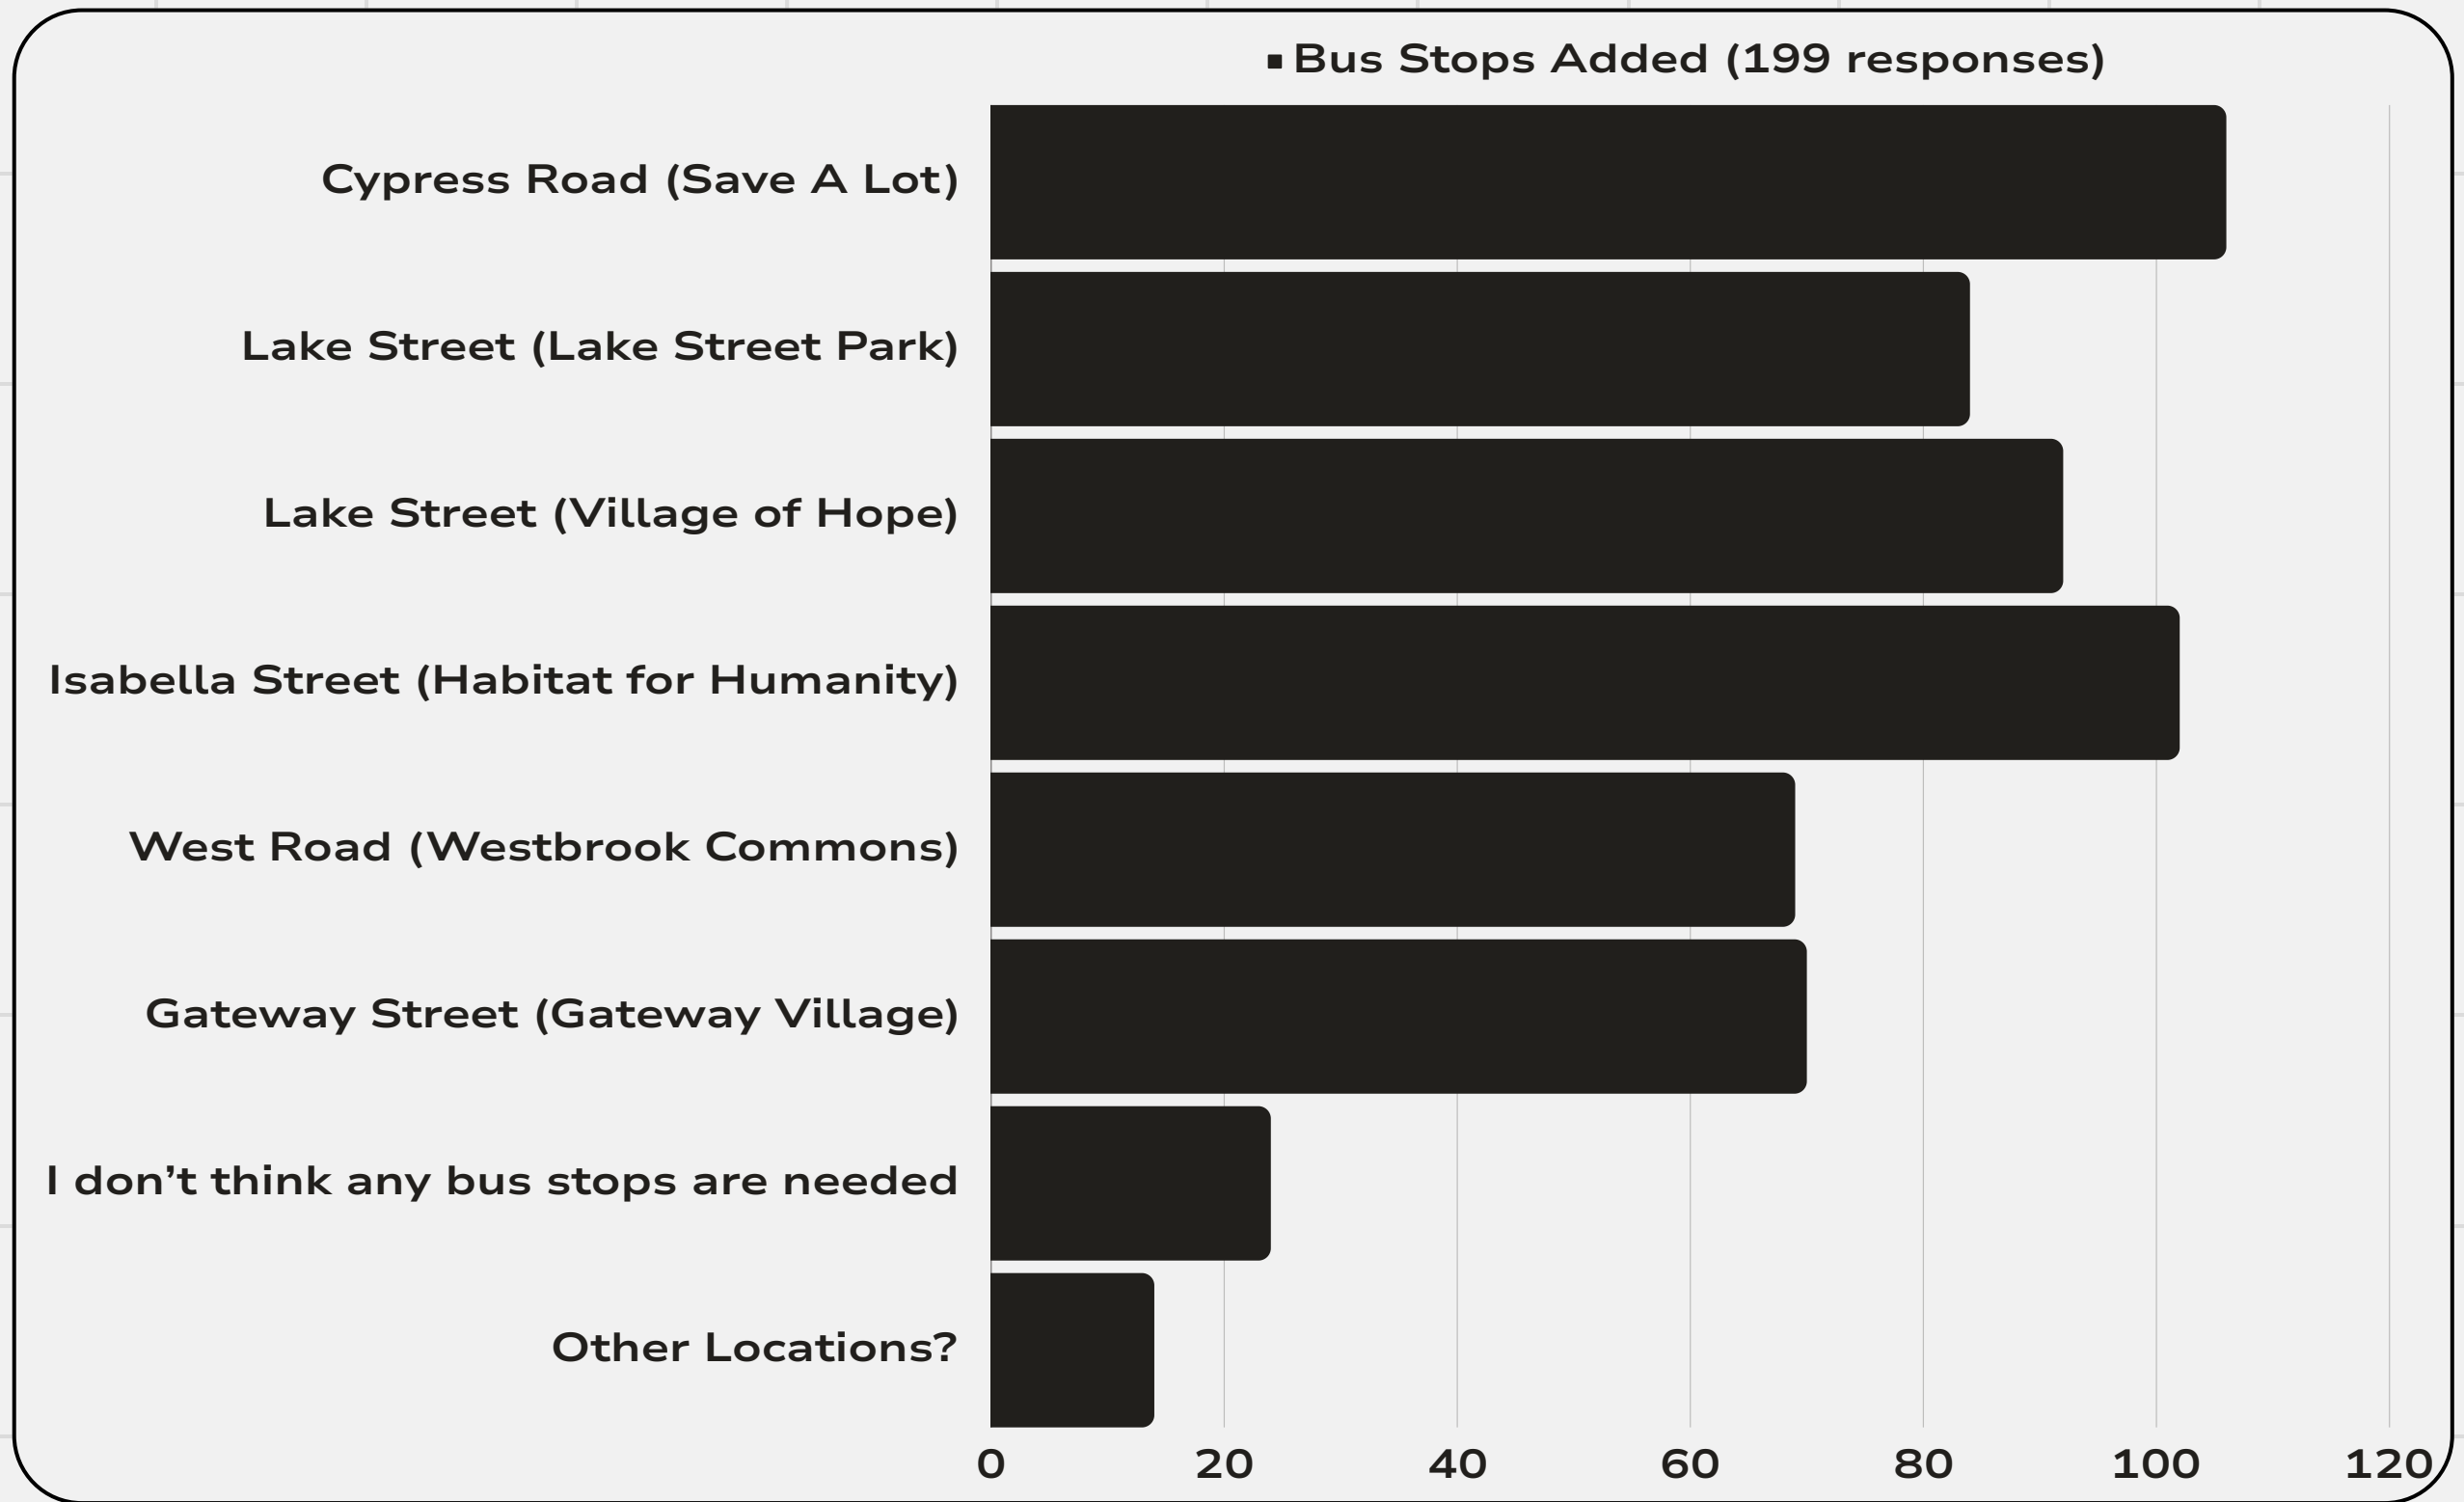 Bus Stops Added (199 responses)
Cypress Road (Save A Lot)
Lake Street (Lake Street Park)
Lake Street (Village of Hope)
Isabella Street (Habitat for Humanity)
West Road (Westbrook Commons)
Gateway Street (Gateway Village)
I don’t think any bus stops are needed
Other Locations?
0 20 40 60 80 100 120